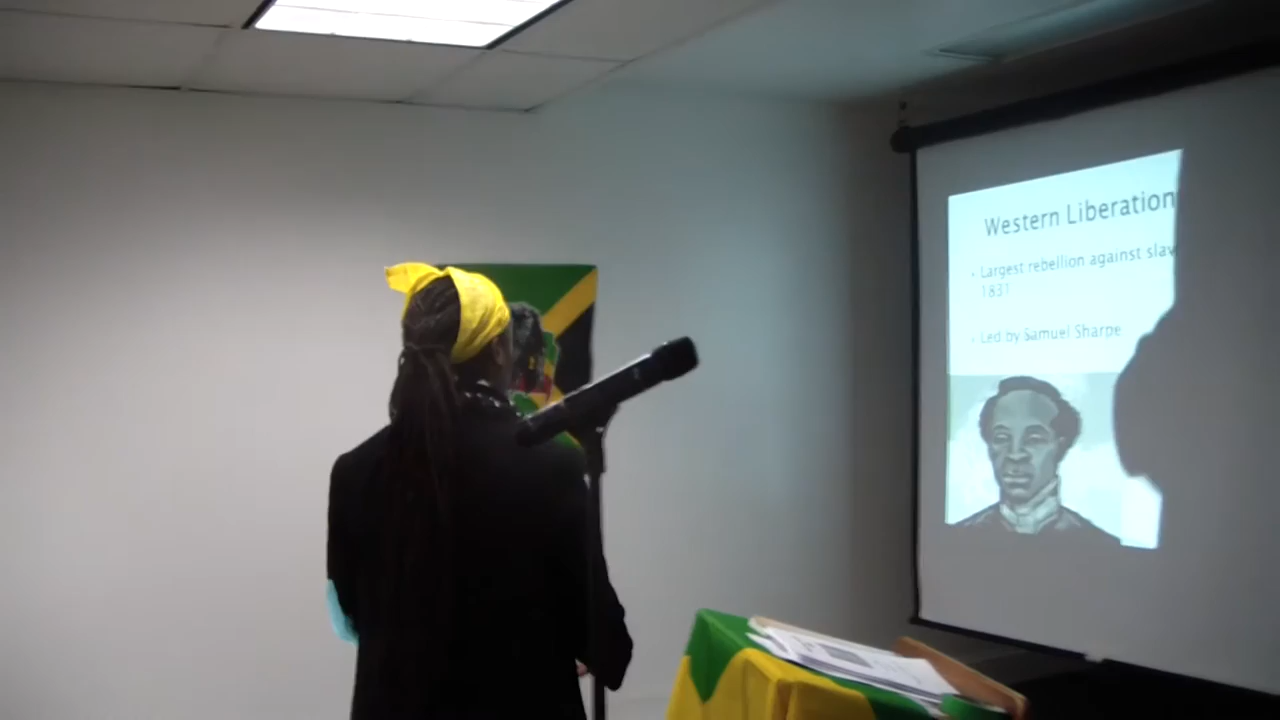 Western Liberation
• Largest rebellion against slav
1831
• Led by Samuel Sharpe